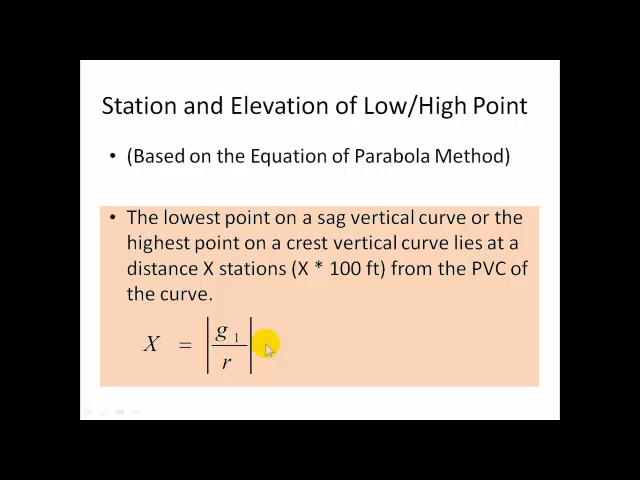 Station and Elevation of Low/High Point
• (Based on the Equation of Parabola Method)
• The lowest point on a sag vertical curve or the
highest point on a crest vertical curve lies at a
distance X stations (X * 100 ft) from the PVC of
the curve.
X = |g₁/r|